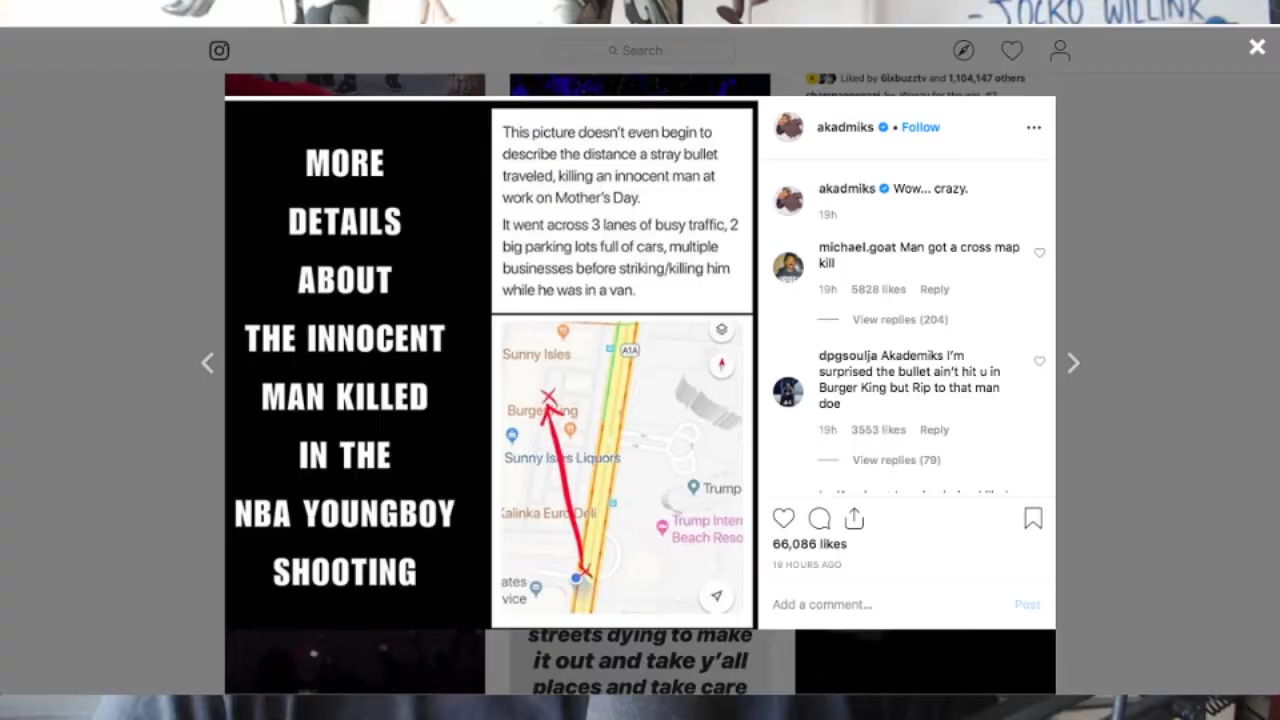 - JOCKO WILLINK
Search
Liked by 6ixbuzztv and 1,104,147 others
MORE
DETAILS
ABOUT
THE INNOCENT
MAN KILLED
IN THE
NBA YOUNGBOY
SHOOTING
This picture doesn't even begin to
describe the distance a stray bullet
traveled, killing an innocent man at
work on Mother's Day.
It went across 3 lanes of busy traffic, 2
big parking lots full of cars, multiple
businesses before striking/killing him
while he was in a van.
A1A
Sunny Isles
Burger King
Sunny Isles Liquors
Trump
Kalinka Euro Deli
Trump Intern
Beach Reso
ates
vice
akadmiks • Follow
akadmiks Wow... crazy.
19h
michael.goat Man got a cross map
kill
19h 5828 likes Reply
View replies (204)
dpgsoulja Akademiks I'm
surprised the bullet ain't hit u in
Burger King but Rip to that man
doe
19h 3553 likes Reply
View replies (79)
66,086 likes
19 HOURS AGO
Add a comment... Post
streets dying to make
it out and take y'all
places and take care